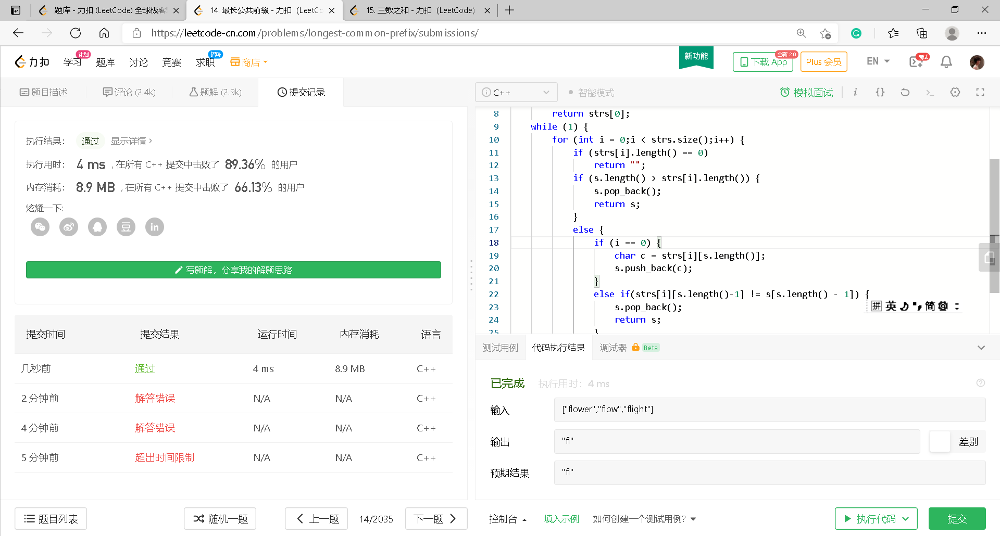 题库 - 力扣 (LeetCode) 全球极客
14. 最长公共前缀 - 力扣（LeetCo
15. 三数之和 - 力扣（LeetCode）
https://leetcode-cn.com/problems/longest-common-prefix/submissions/
力扣
学习
计划
题库
讨论
竞赛
求职
招聘
商店
新功能
下载 App
全新 2.0
Plus 会员
EN
面试
题目描述
评论 (2.4k)
题解 (2.9k)
提交记录
C++
智能模式
模拟面试
执行结果：
通过
显示详情 >
执行用时：
4 ms
, 在所有 C++ 提交中击败了 89.36% 的用户
内存消耗：
8.9 MB
, 在所有 C++ 提交中击败了 66.13% 的用户
炫耀一下:
豆
in
写题解，分享我的解题思路
提交时间 提交结果 运行时间 内存消耗 语言
几秒前 通过 4 ms 8.9 MB C++
2 分钟前 解答错误 N/A N/A C++
4 分钟前 解答错误 N/A N/A C++
5 分钟前 超出时间限制 N/A N/A C++
题目列表
随机一题
上一题
14/2035
下一题
8 return strs[0];
9 while (1) {
10 for (int i = 0;i < strs.size();i++) {
11 if (strs[i].length() == 0)
12 return "";
13 if (s.length() > strs[i].length()) {
14 s.pop_back();
15 return s;
16 }
17 else {
18 if (i == 0) {
19 char c = strs[i][s.length()];
20 s.push_back(c);
21 }
22 else if(strs[i][s.length()-1] != s[s.length() - 1]) {
23 s.pop_back();
24 return s;
25 }
拼 英 简
测试用例
代码执行结果
调试器
Beta
已完成
执行用时：4 ms
输入
["flower","flow","flight"]
输出
"fl"
差别
预期结果
"fl"
控制台
填入示例
如何创建一个测试用例?
执行代码
提交